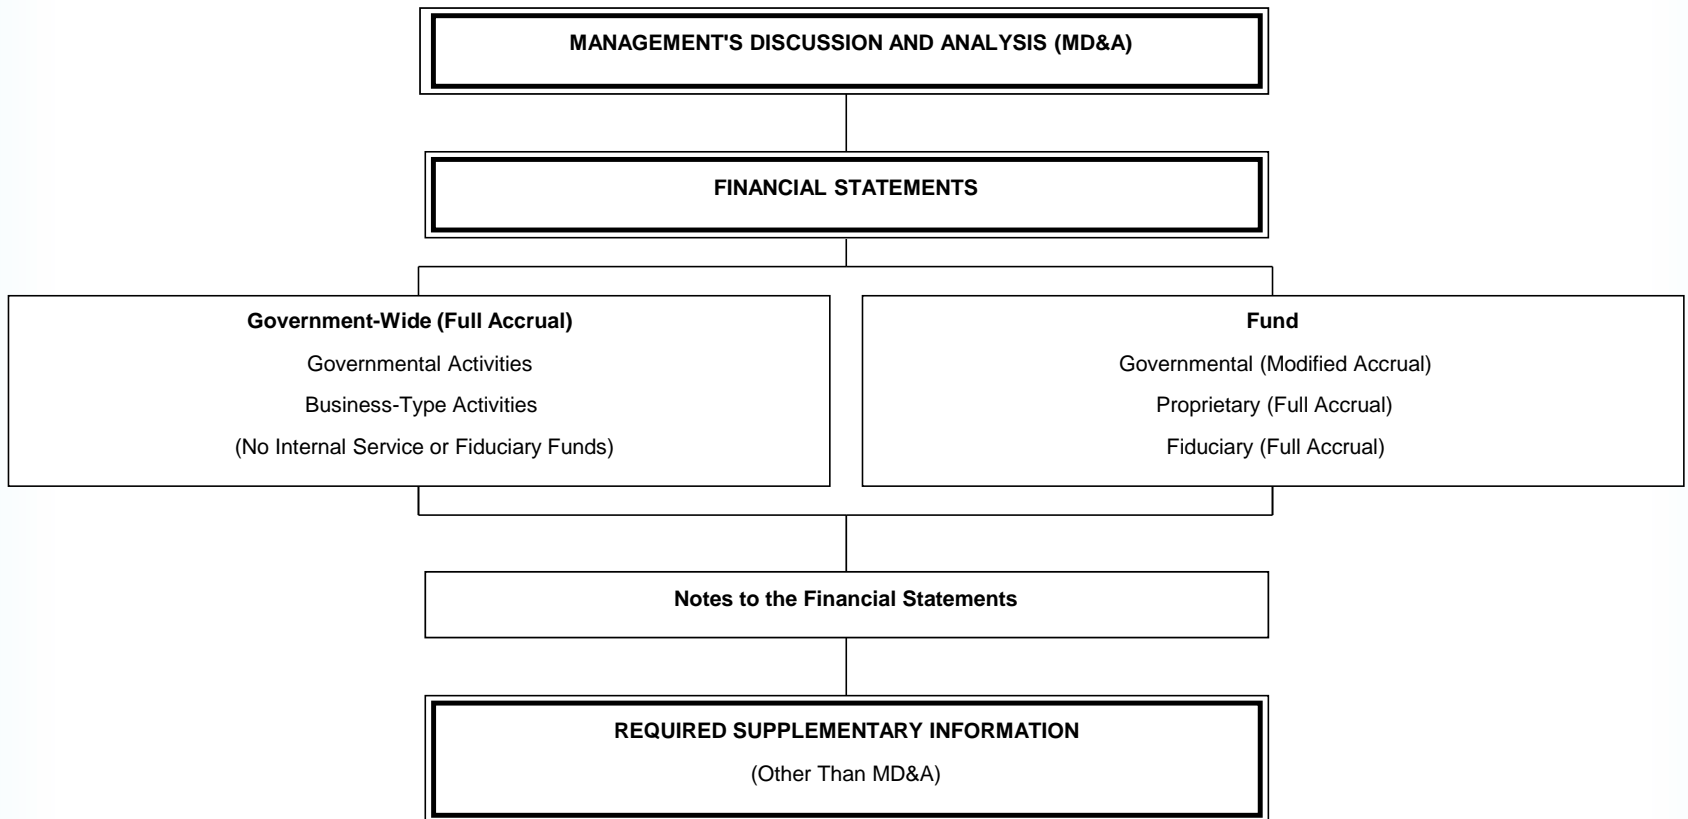 MANAGEMENT'S DISCUSSION AND ANALYSIS (MD&A)
FINANCIAL STATEMENTS
Government-Wide (Full Accrual)
Governmental Activities
Business-Type Activities
(No Internal Service or Fiduciary Funds)
Fund
Governmental (Modified Accrual)
Proprietary (Full Accrual)
Fiduciary (Full Accrual)
Notes to the Financial Statements
REQUIRED SUPPLEMENTARY INFORMATION
(Other Than MD&A)